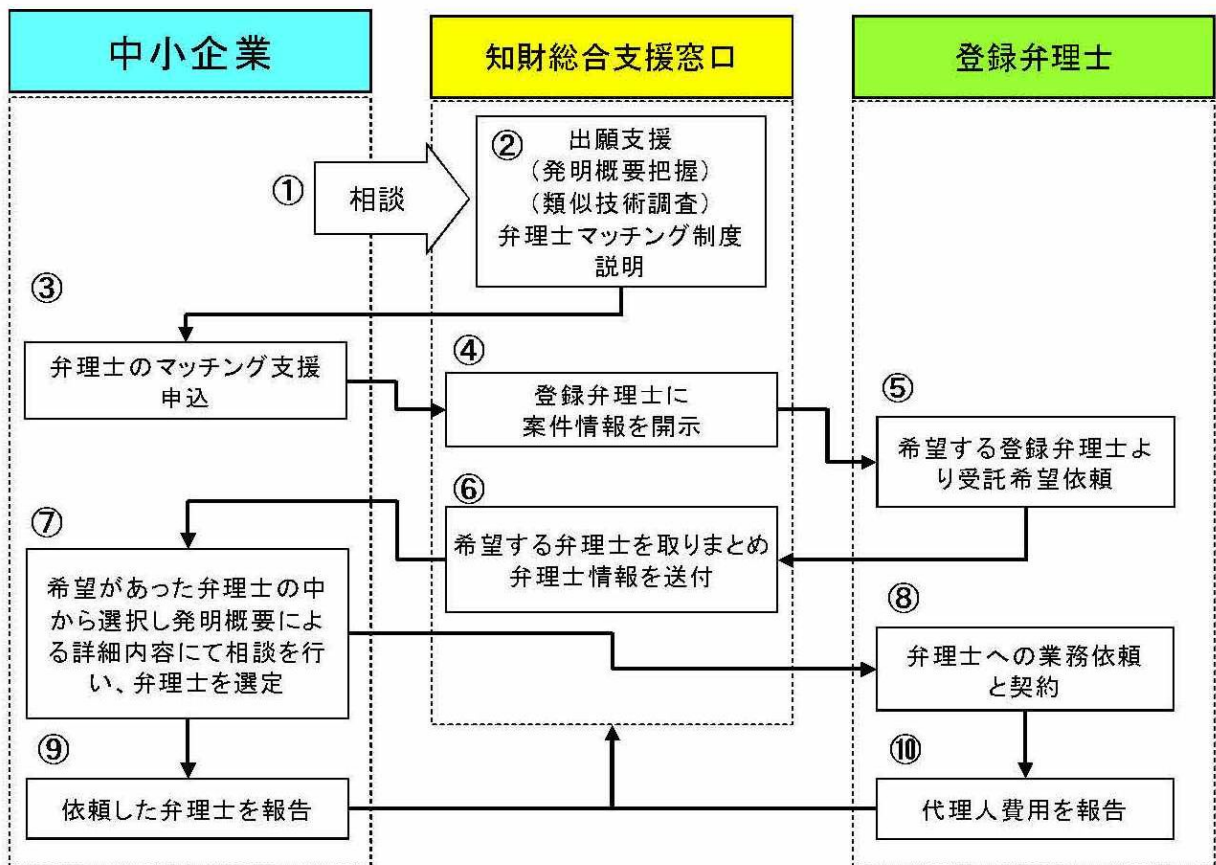 中小企業
知財総合支援窓口
登録弁理士
①
相談
②
出願支援
(発明概要把握)
(類似技術調査)
弁理士マッチング制度
説明
③
弁理士のマッチング支援
申込
④
登録弁理士に
案件情報を開示
⑤
希望する登録弁理士よ
り受託希望依頼
⑥
希望する弁理士を取りまとめ
弁理士情報を送付
⑦
希望があった弁理士の中
から選択し発明概要によ
る詳細内容にて相談を行
い、弁理士を選定
⑧
弁理士への業務依頼
と契約
⑨
依頼した弁理士を報告
⑩
代理人費用を報告